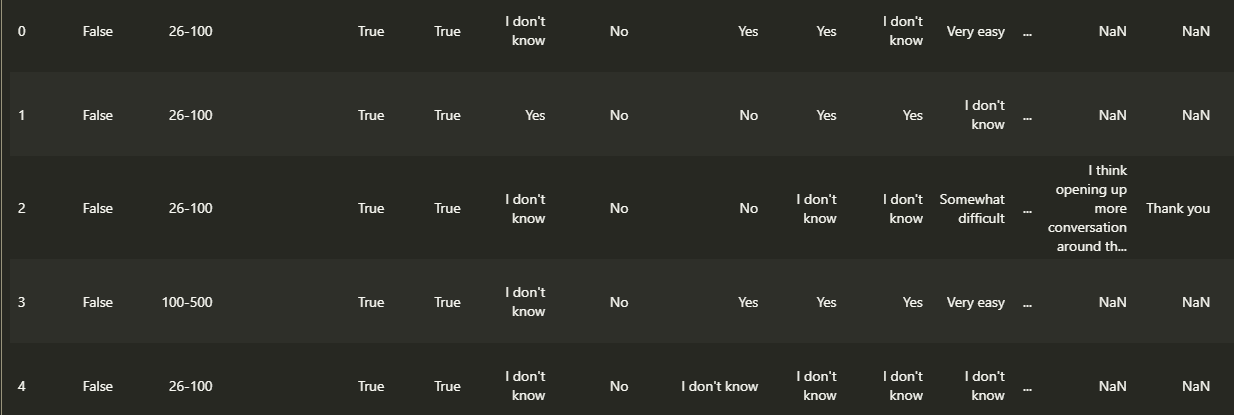 0 False 26-100 True True I don't know No Yes Yes I don't know Very easy ... NaN NaN
1 False 26-100 True True Yes No No Yes Yes I don't know ... NaN NaN
2 False 26-100 True True I don't know No No I don't know I don't know Somewhat difficult ... I think opening up more conversation around th... Thank you
3 False 100-500 True True I don't know No Yes Yes Yes Very easy ... NaN NaN
4 False 26-100 True True I don't know No I don't know I don't know I don't know I don't know ... NaN NaN